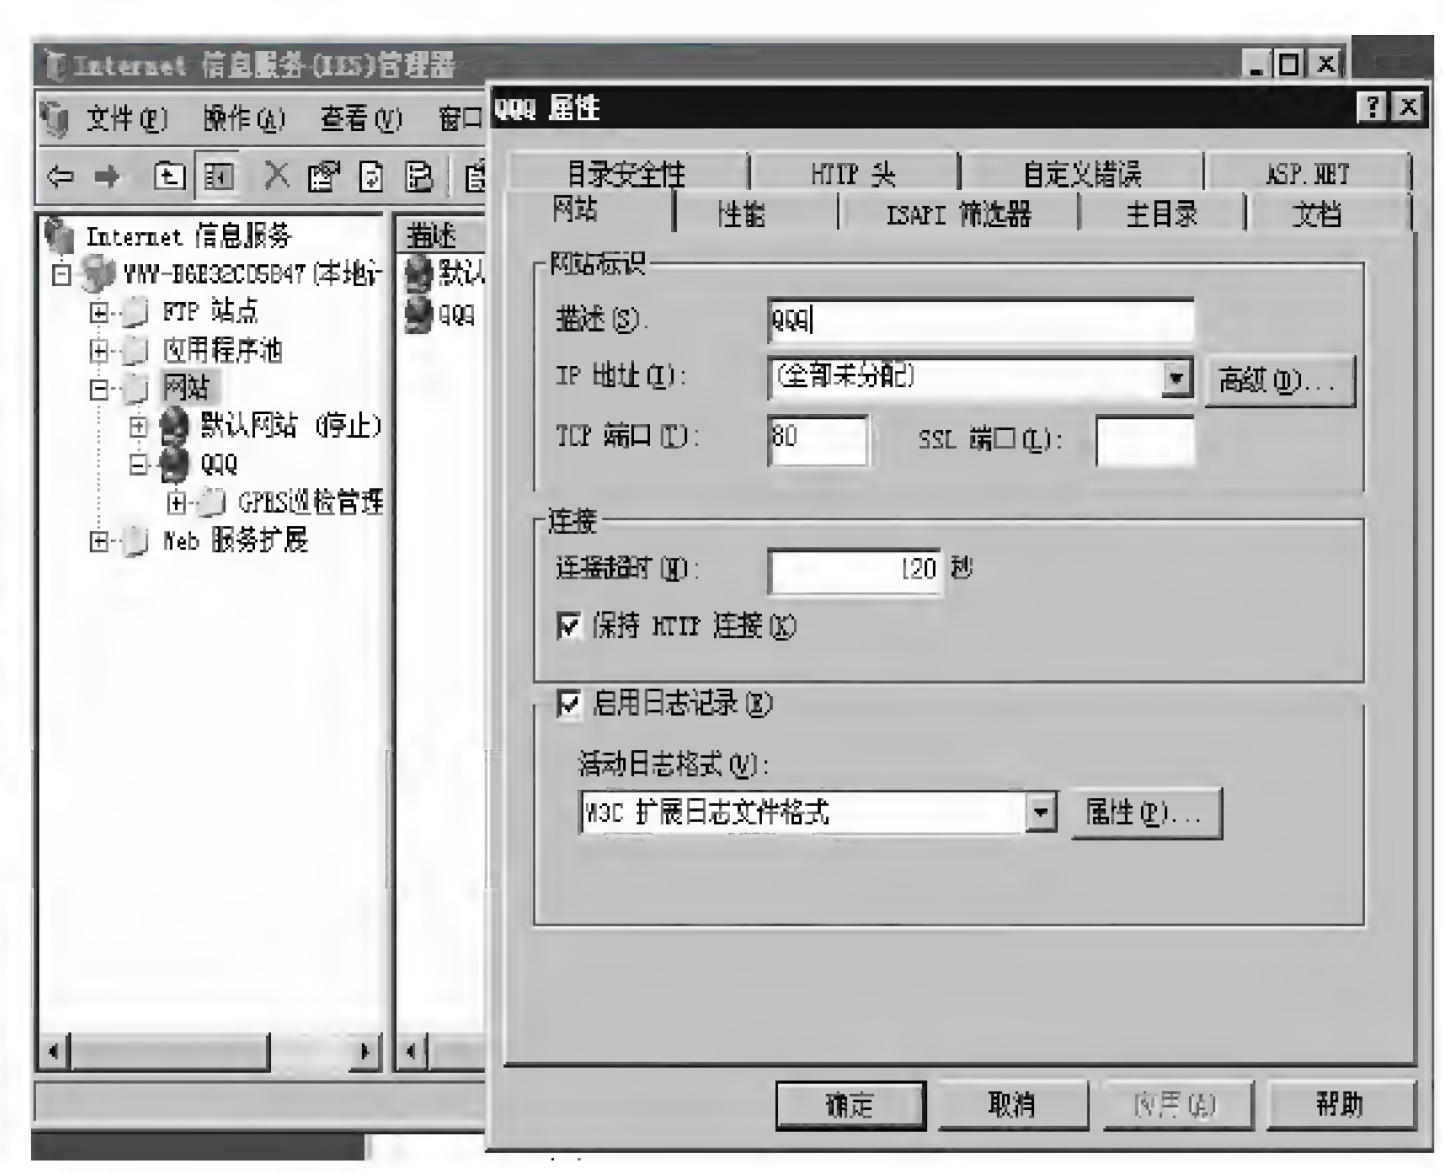 Internet 信息服务(IIS)管理器
文件(F) 操作(A) 查看(V) 窗口
Internet 信息服务
(本地计
FTP 站点
应用程序池
网站
默认网站 (停止)
QQQ
GPRS巡检管理
Web 服务扩展
描述
默认
QQQ
QQQ 属性
目录安全性 HTTP 头 自定义错误 ASP.NET
网站 性能 ISAPI 筛选器 主目录 文档
网站标识
描述(S).
QQQ
IP 地址(I):
(全部未分配)
高级(D)...
TCP 端口(T):
80
SSL 端口(L):
连接
连接超时(N):
120 秒
保持 HTTP 连接(K)
启用日志记录(E)
活动日志格式(V):
W3C 扩展日志文件格式
属性(P)...
确定 取消 应用(A) 帮助